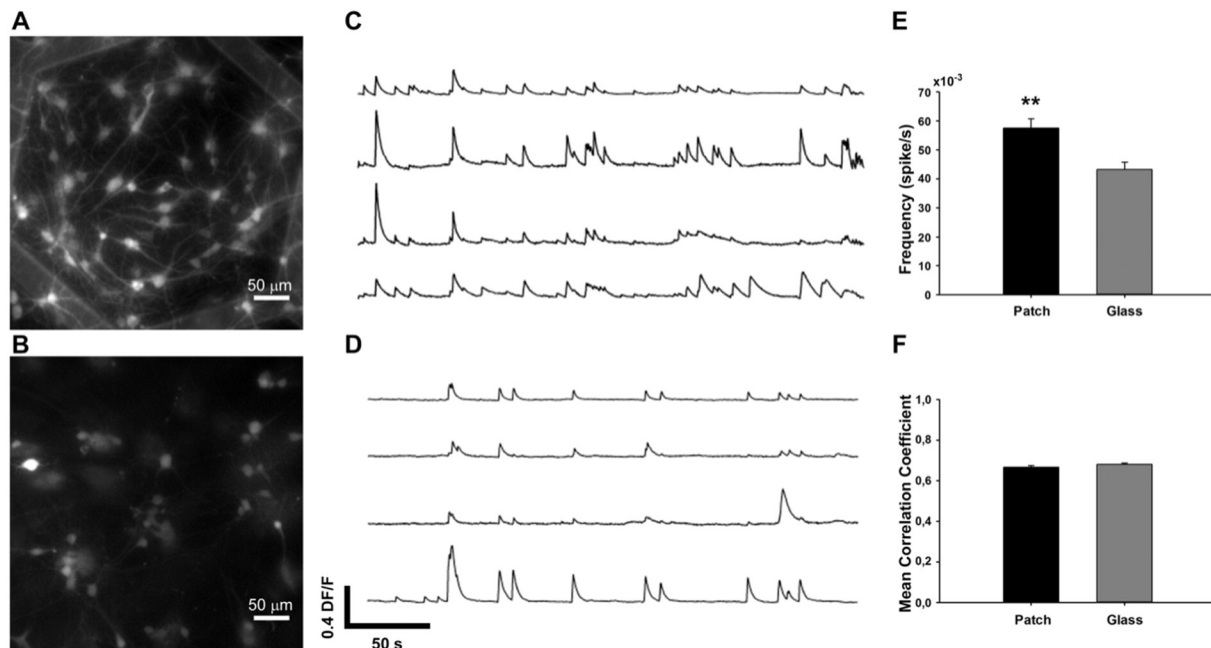 A
50 μm
B
50 μm
C
D
0.4 DF/F
50 s
E
x10-3
Frequency (spike/s)
70
60
50
40
30
20
10
0
**
Patch
Glass
F
Mean Correlation Coefficient
1,0
0,8
0,6
0,4
0,2
0,0
Patch
Glass